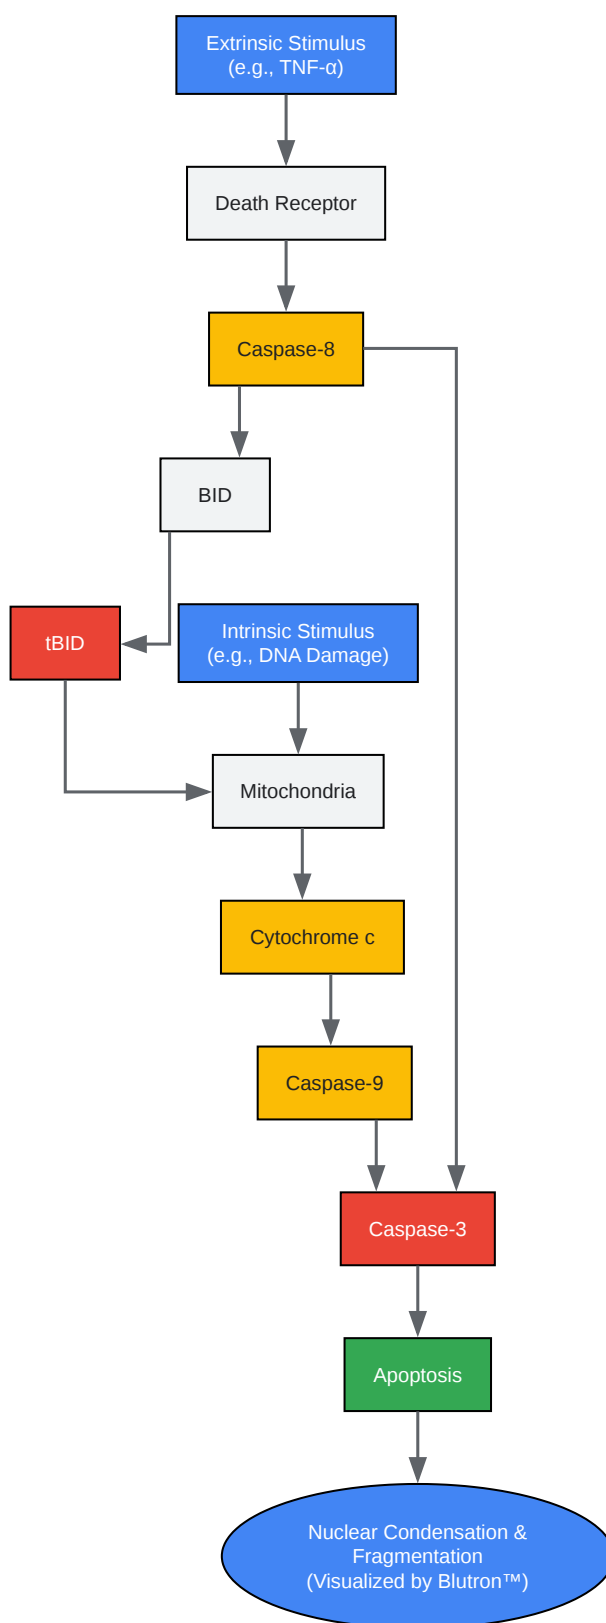 Extrinsic Stimulus
(e.g., TNF-α)
Death Receptor
Caspase-8
BID
tBID
Intrinsic Stimulus
(e.g., DNA Damage)
Mitochondria
Cytochrome c
Caspase-9
Caspase-3
Apoptosis
Nuclear Condensation &
Fragmentation
(Visualized by Blutron™)